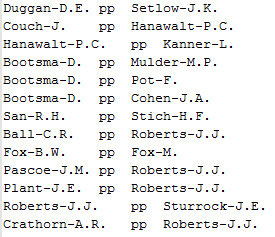 Duggan-D.E. pp Setlow-J.K.
Couch-J. pp Hanawalt-P.C.
Hanawalt-P.C. pp Kanner-L.
Bootsma-D. pp Mulder-M.P.
Bootsma-D. pp Pot-F.
Bootsma-D. pp Cohen-J.A.
San-R.H. pp Stich-H.F.
Ball-C.R. pp Roberts-J.J.
Fox-B.W. pp Fox-M.
Pascoe-J.M. pp Roberts-J.J.
Plant-J.E. pp Roberts-J.J.
Roberts-J.J. pp Sturrock-J.E.
Crathorn-A.R. pp Roberts-J.J.